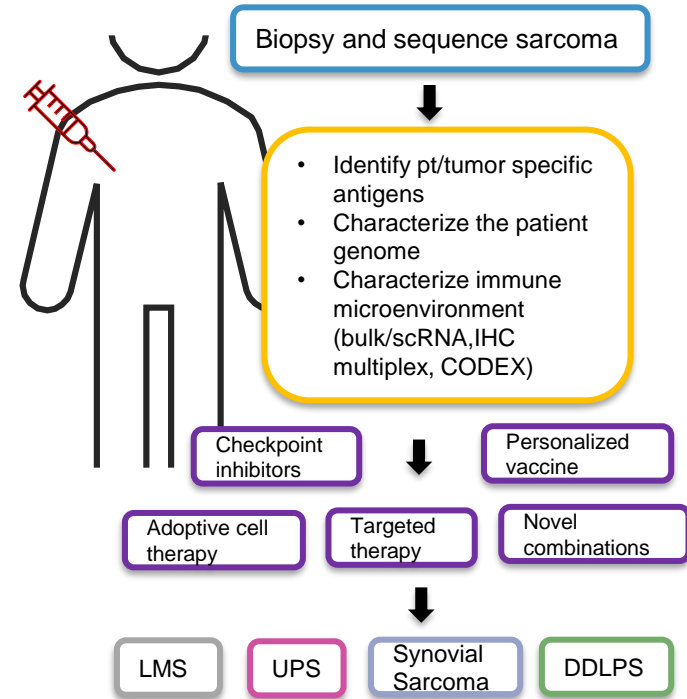 Biopsy and sequence sarcoma
• Identify pt/tumor specific
antigens
• Characterize the patient
genome
• Characterize immune
microenvironment
(bulk/scRNA,IHC
multiplex, CODEX)
Checkpoint
inhibitors
Personalized
vaccine
Adoptive cell
therapy
Targeted
therapy
Novel
combinations
LMS
UPS
Synovial
Sarcoma
DDLPS